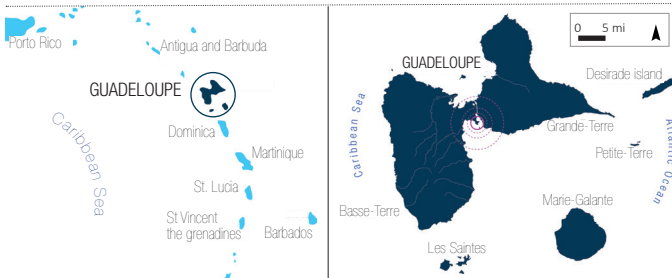 Porto Rico
Antigua and Barbuda
GUADELOUPE
Dominica
Caribbean Sea
Martinique
St. Lucia
St Vincent
the grenadines
Barbados
0 5 mi
GUADELOUPE
Desirade island
Caribbean Sea
Grande-Terre
Atlantic Ocean
Petite-Terre
Marie-Galante
Basse-Terre
Les Saintes